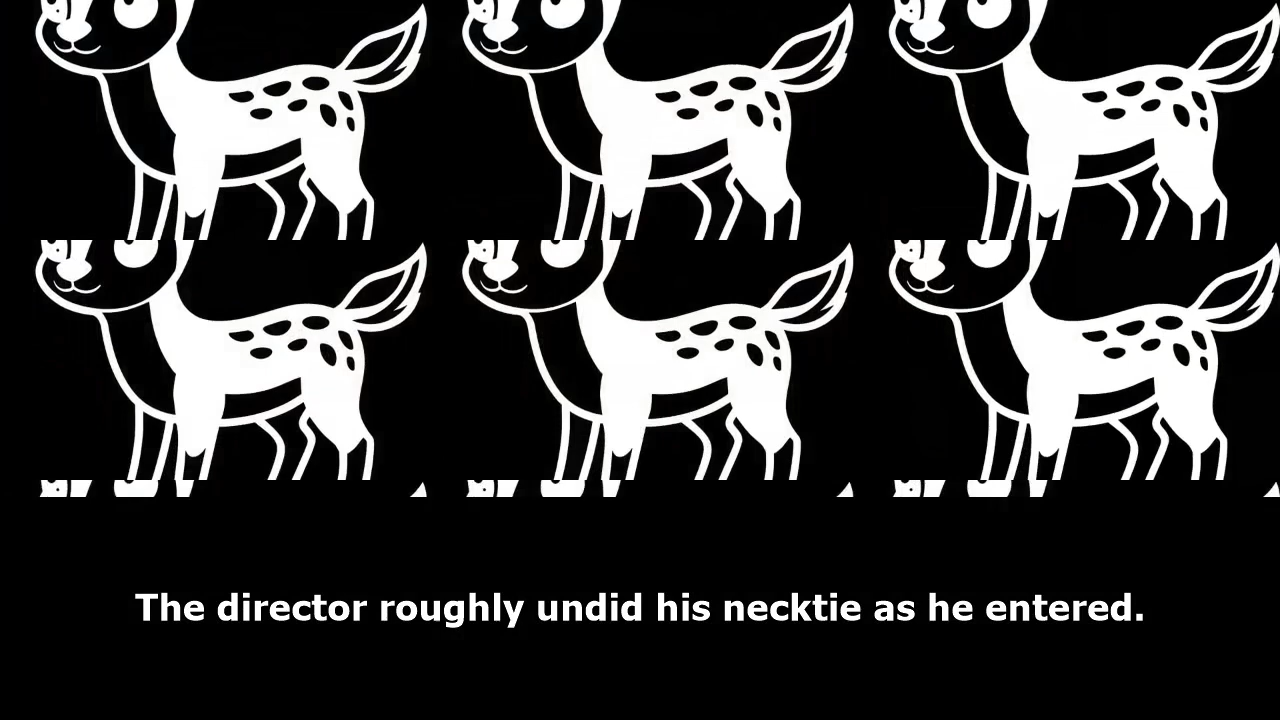 The director roughly undid his necktie as he entered.